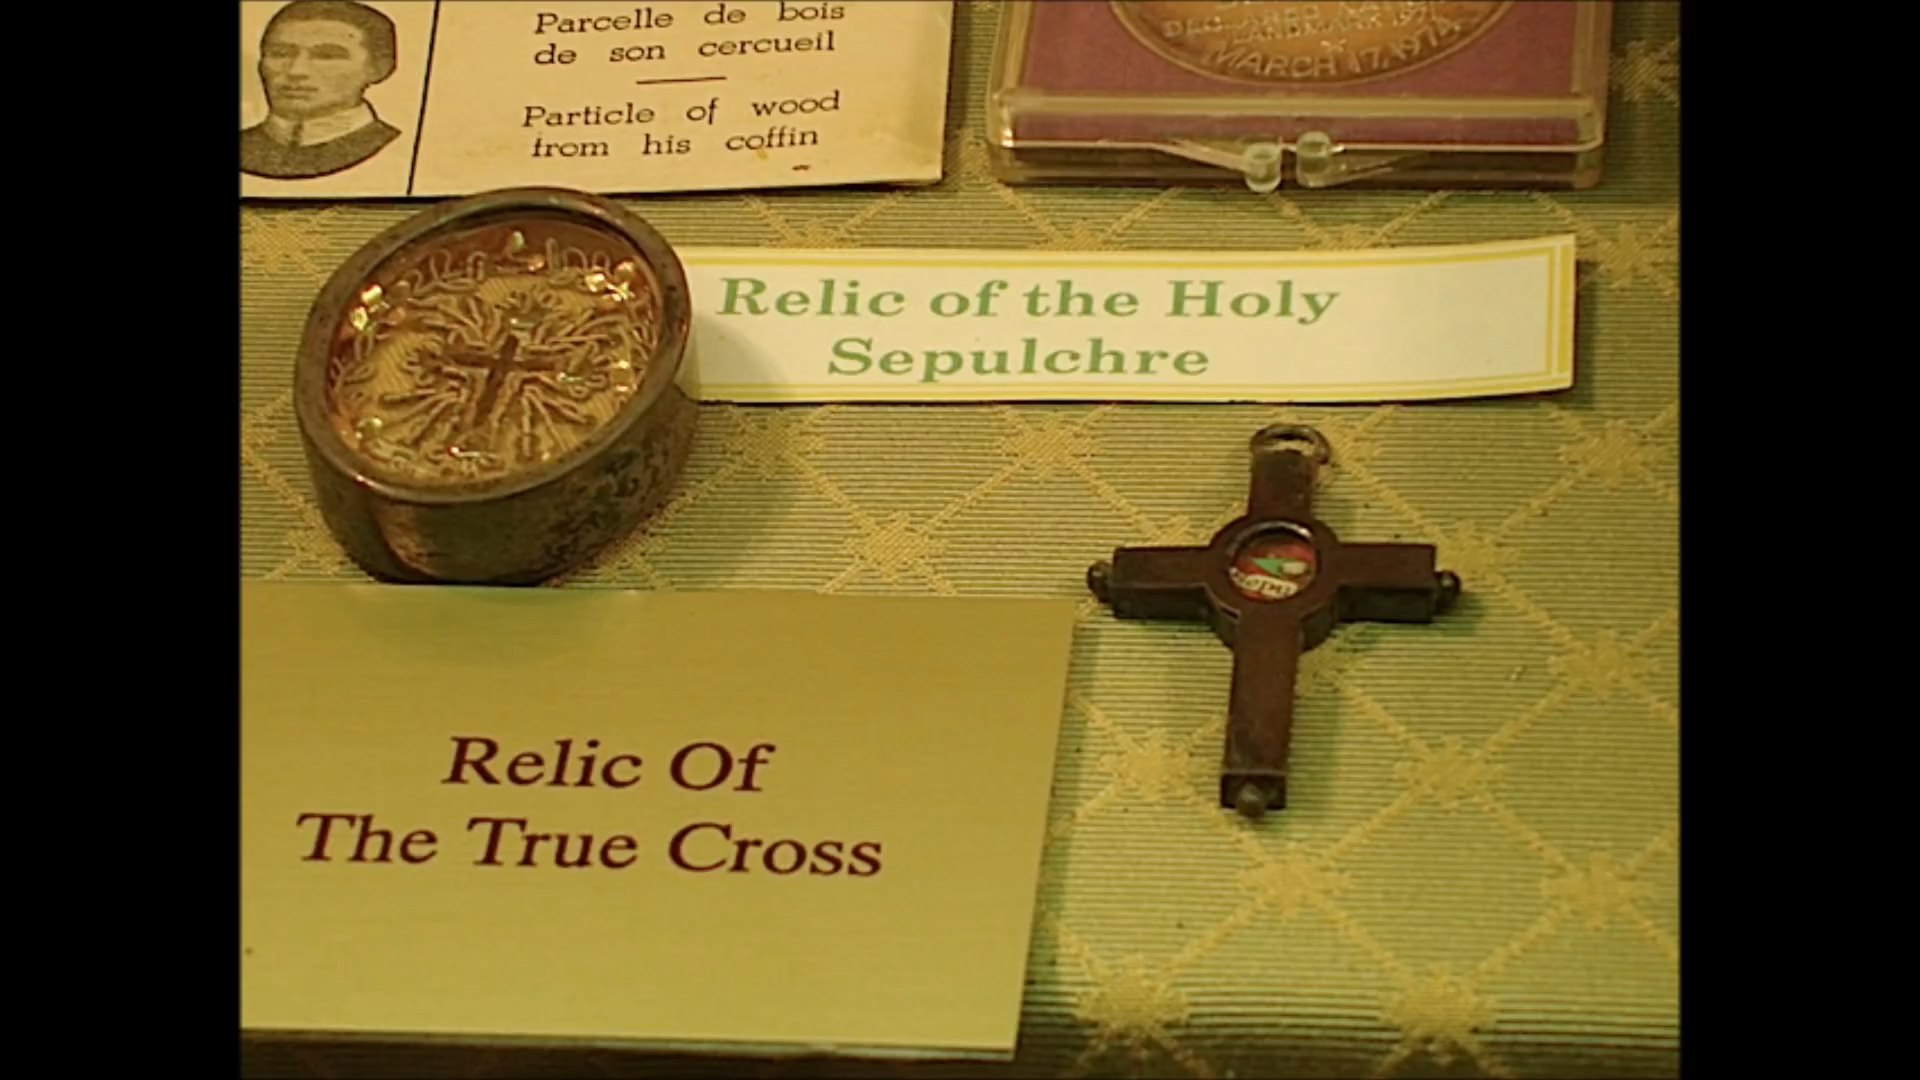 Parcelle de bois
de son cercueil
Particle of wood
from his coffin
MARCH 17, 1974
Relic of the Holy
Sepulchre
Relic Of
The True Cross